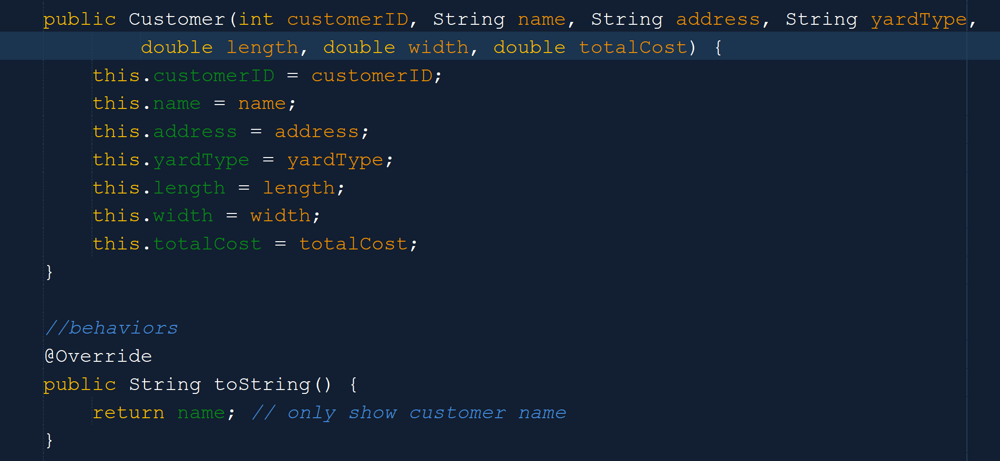 public Customer(int customerID, String name, String address, String yardType,
double length, double width, double totalCost) {
this.customerID = customerID;
this.name = name;
this.address = address;
this.yardType = yardType;
this.length = length;
this.width = width;
this.totalCost = totalCost;
}
//behaviors
@Override
public String toString() {
return name; // only show customer name
}